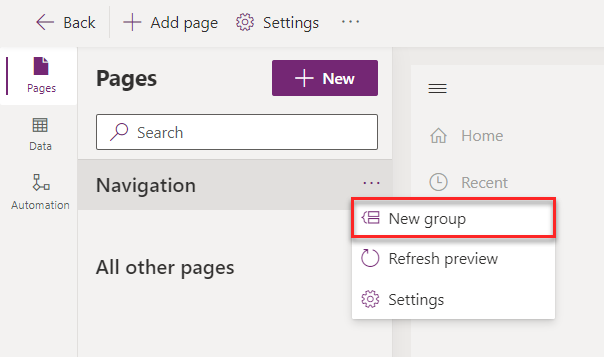 Back
Add page
Settings
Pages
Data
Automation
Pages
New
Search
Navigation
All other pages
New group
Refresh preview
Settings
Home
Recent